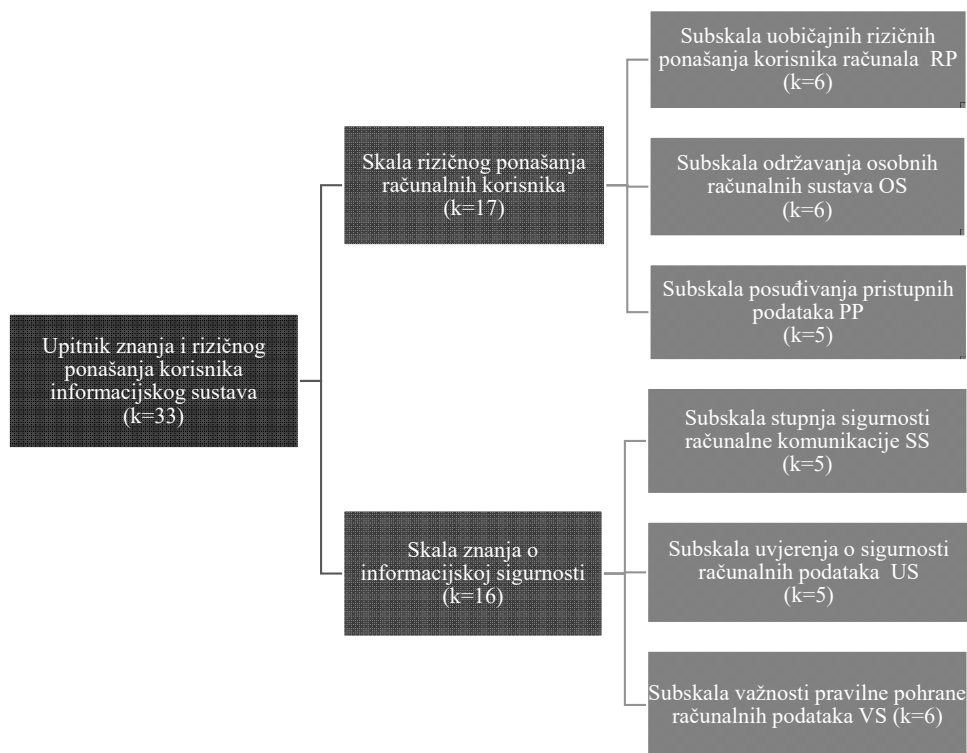 Upitnik znanja i rizičnog
ponašanja korisnika
informacijskog sustava
(k=33)
Skala rizičnog ponašanja
računalnih korisnika
(k=17)
Subskala uobičajnih rizičnih
ponašanja korisnika računala RP
(k=6)
Subskala održavanja osobnih
računalnih sustava OS
(k=6)
Subskala posuđivanja pristupnih
podataka PP
(k=5)
Skala znanja o
informacijskoj sigurnosti
(k=16)
Subskala stupnja sigurnosti
računalne komunikacije SS
(k=5)
Subskala uvjerenja o sigurnosti
računalnih podataka US
(k=5)
Subskala važnosti pravilne pohrane
računalnih podataka VS (k=6)